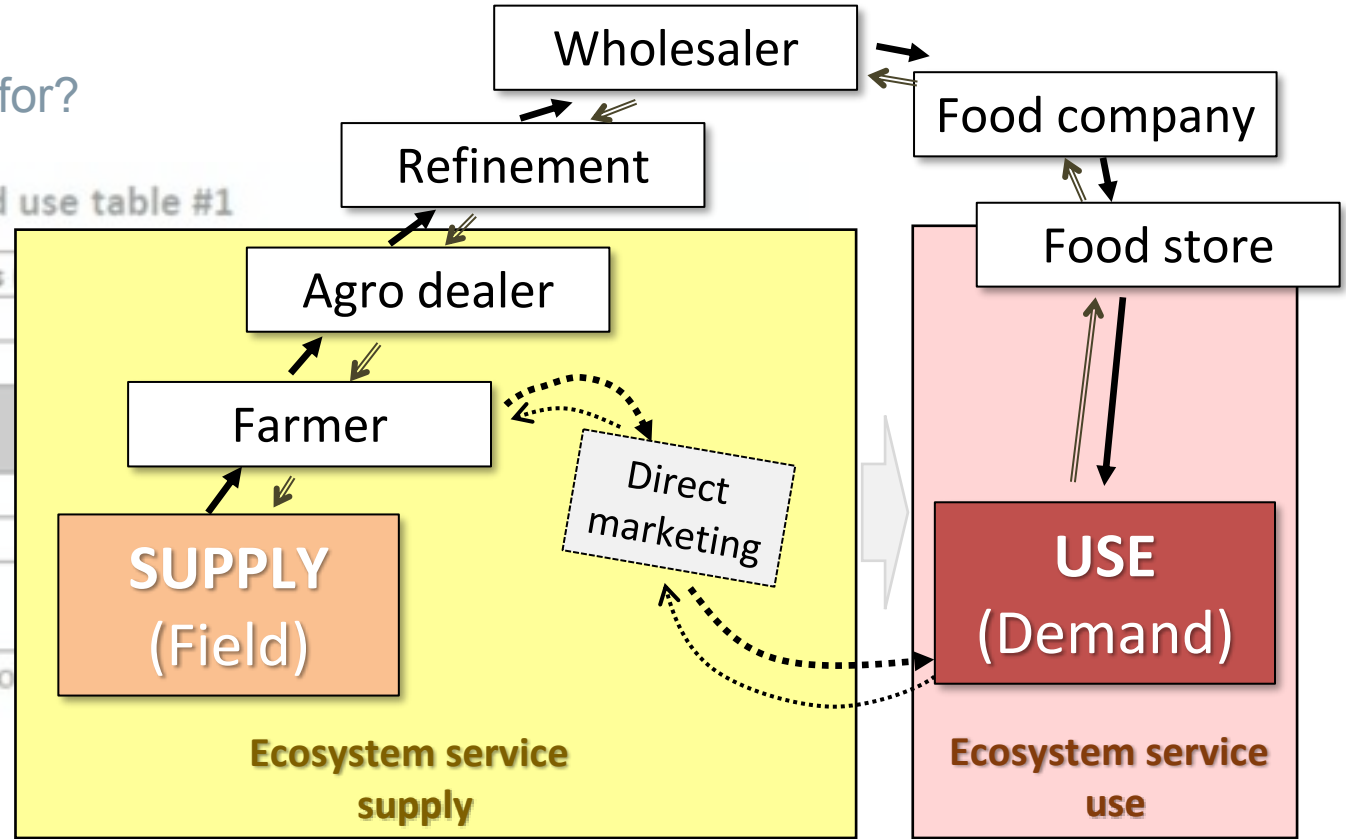 for?
use table #1
Wholesaler
Food company
Refinement
Food store
Agro dealer
Farmer
Direct
marketing
SUPPLY
(Field)
USE
(Demand)
Ecosystem service
supply
Ecosystem service
use